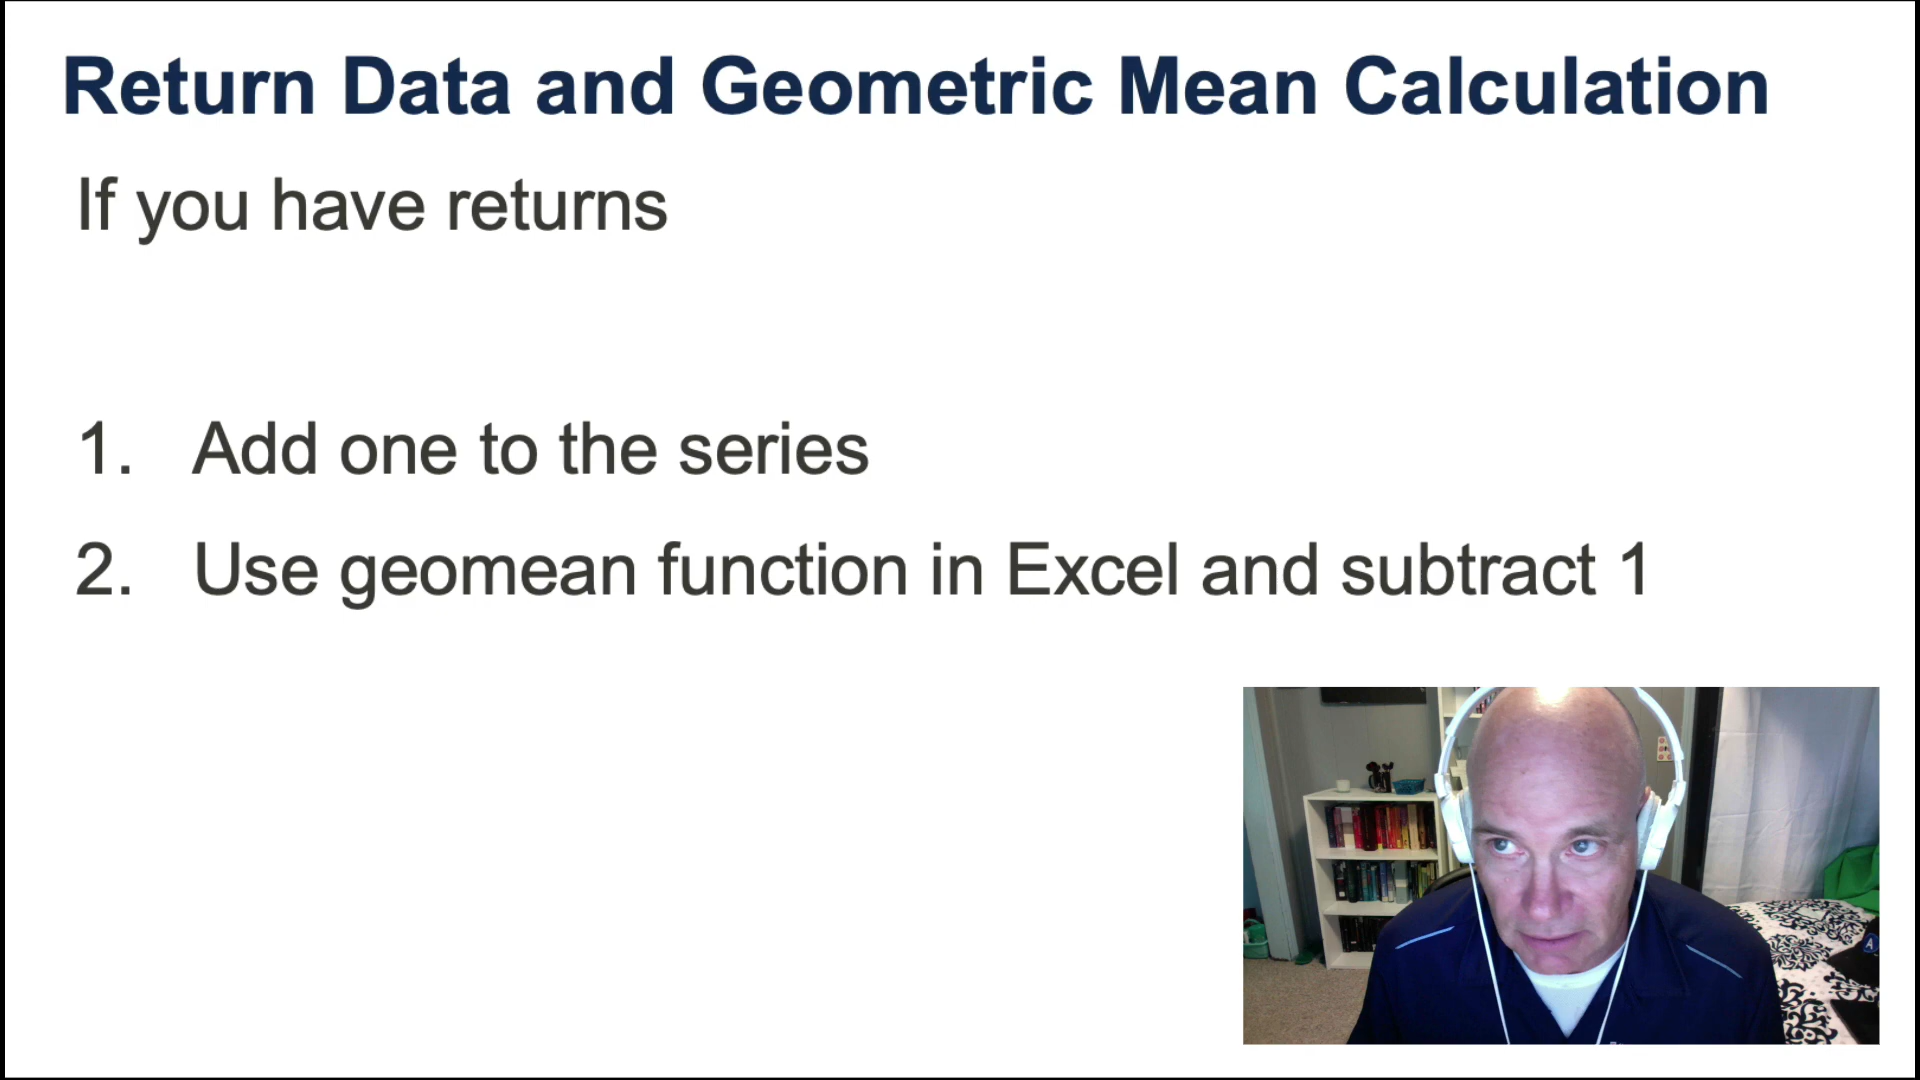 Return Data and Geometric Mean Calculation
If you have returns
1. Add one to the series
2. Use geomean function in Excel and subtract 1